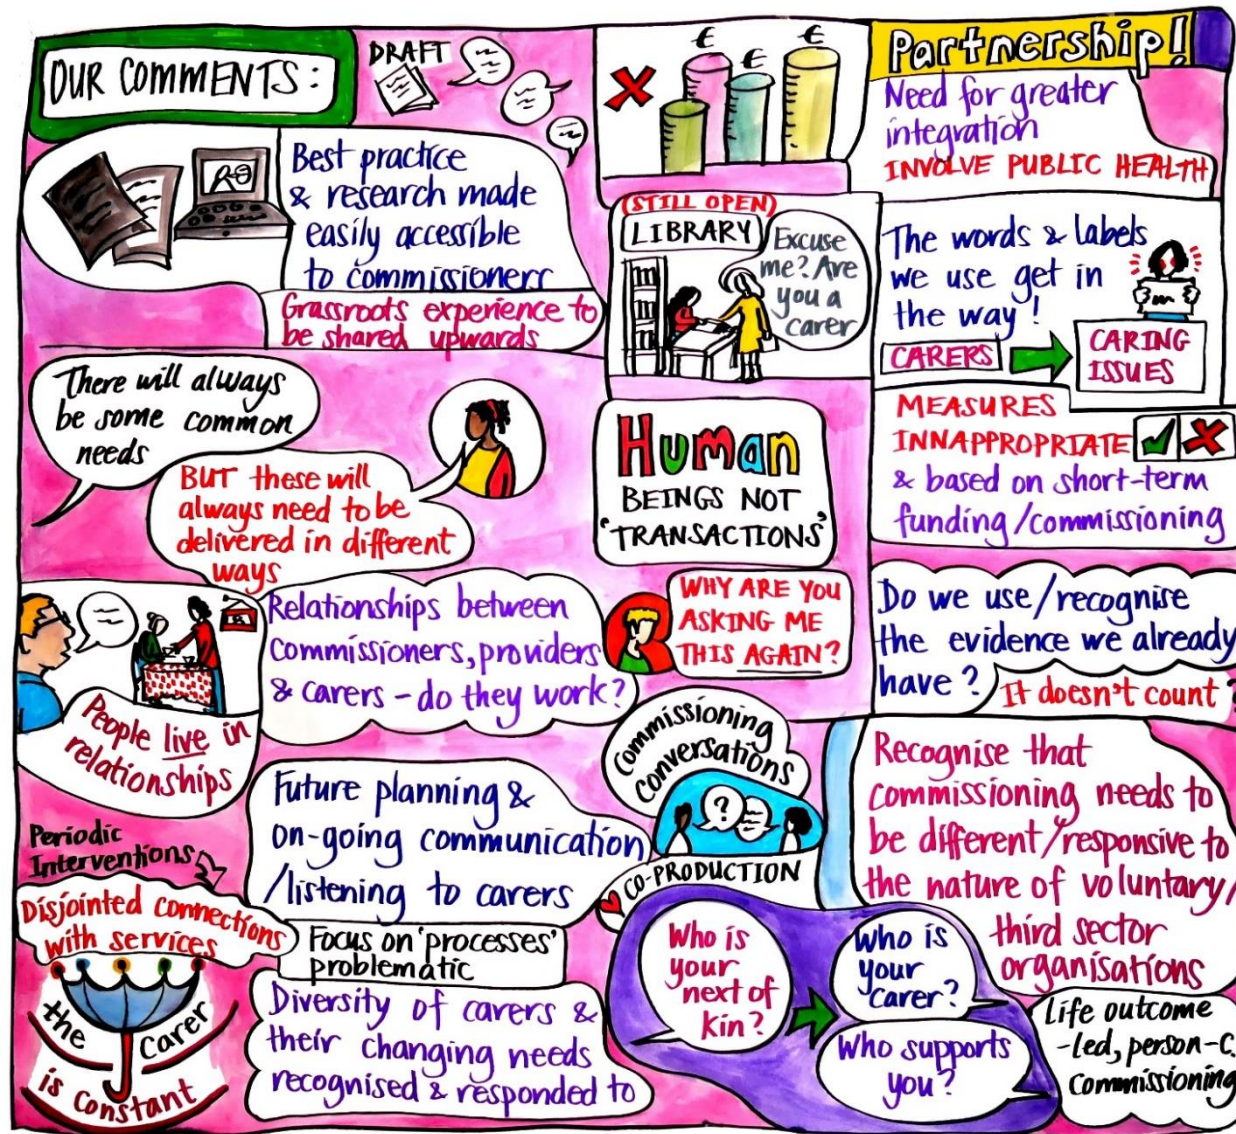 OUR COMMENTS:
DRAFT
Best practice
& research made
easily accessible
to commissioners
Grassroots experience to
be shared upwards
There will always
be some common
needs
BUT these will
always need to be
delivered in different
ways
People live in
relationships
Relationships between
commissioners, providers
& carers - do they work?
Future planning &
on-going communication
/listening to carers
Periodic
Interventions
Disjointed connections
with services
the carer
is constant
Focus on 'processes'
problematic
Diversity of carers &
their changing needs
recognised & responded to
€ € €
(STILL OPEN)
LIBRARY
Excuse
me? Are
you a
carer
Human
BEINGS NOT
'TRANSACTIONS'
WHY ARE YOU
ASKING ME
THIS AGAIN?
Commissioning
Conversations
?
CO-PRODUCTION
Who is
your
next of
kin?
Who is
your
carer?
Who supports
you?
Partnership!
Need for greater
integration
INVOLVE PUBLIC HEALTH
The words & labels
we use get in
the way!
CARERS
CARING
ISSUES
MEASURES
INNAPPROPRIATE
& based on short-term
funding/commissioning
Do we use/recognise
the evidence we already
have?
It doesn't count?
Recognise that
commissioning needs to
be different/responsive to
the nature of voluntary/
third sector
organisations
Life outcome
-led, person-c.
commissioning